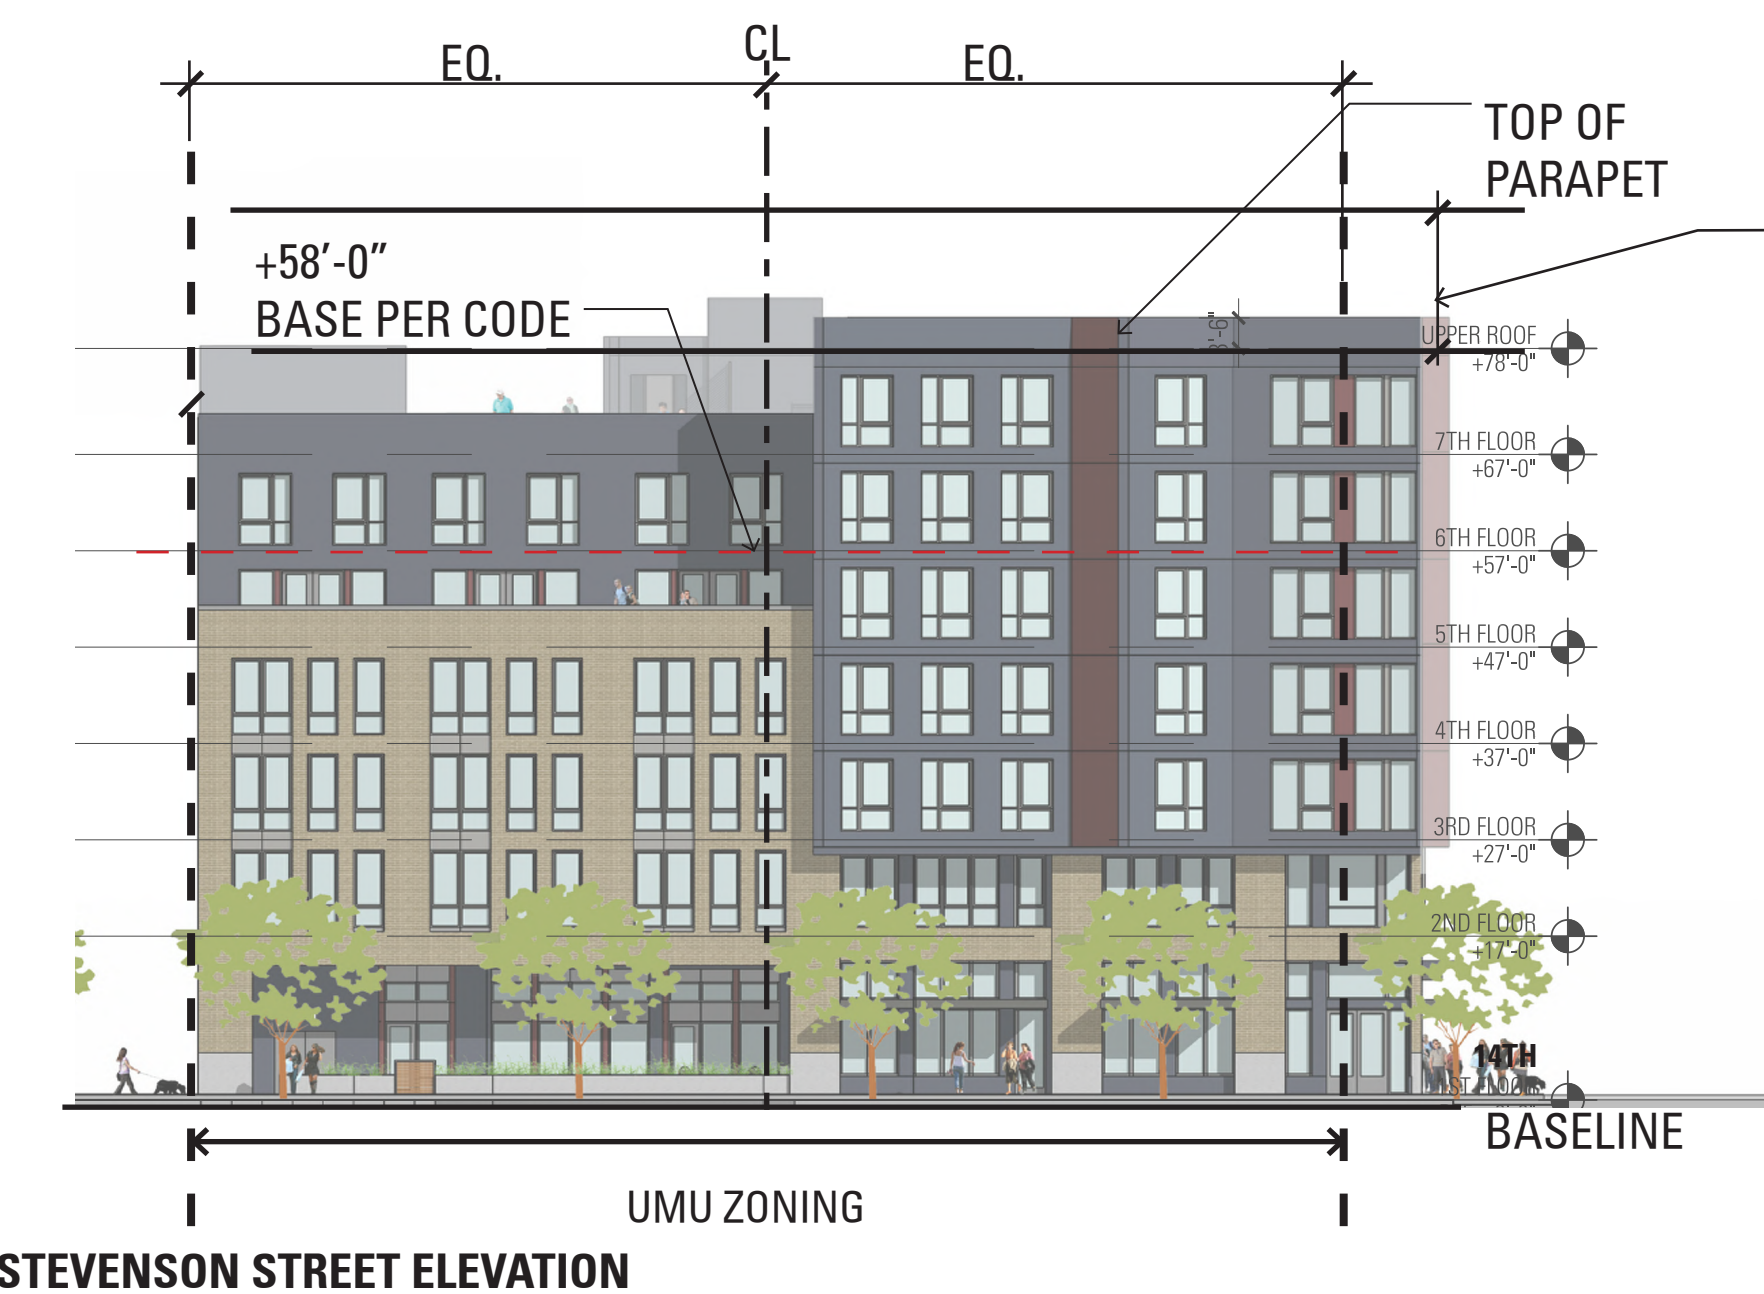 EQ.
CL
EQ.
TOP OF
PARAPET
+58'-0"
BASE PER CODE
UPPER ROOF
+78'-0"
7TH FLOOR
+67'-0"
6TH FLOOR
+57'-0"
5TH FLOOR
+47'-0"
4TH FLOOR
+37'-0"
3RD FLOOR
+27'-0"
2ND FLOOR
+17'-0"
14TH
BASELINE
UMU ZONING
STEVENSON STREET ELEVATION